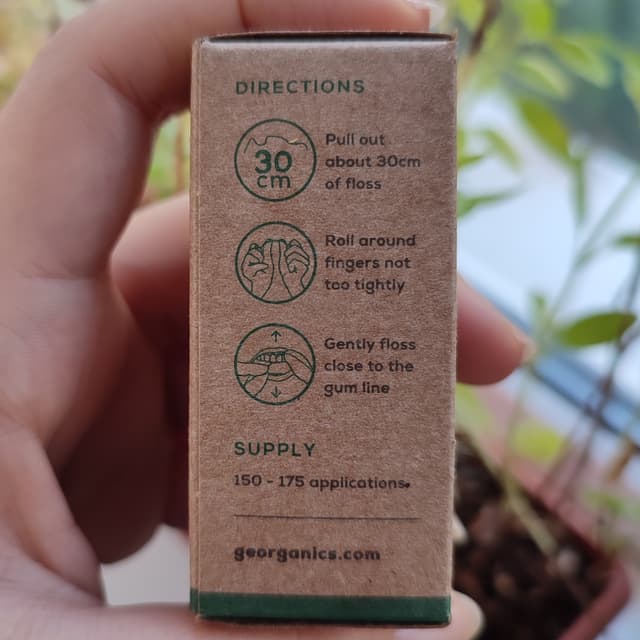 DIRECTIONS
30
cm
Pull out
about 30cm
of floss
Roll around
fingers not
too tightly
Gently floss
close to the
gum line
SUPPLY
150 - 175 applications.
georganics.com